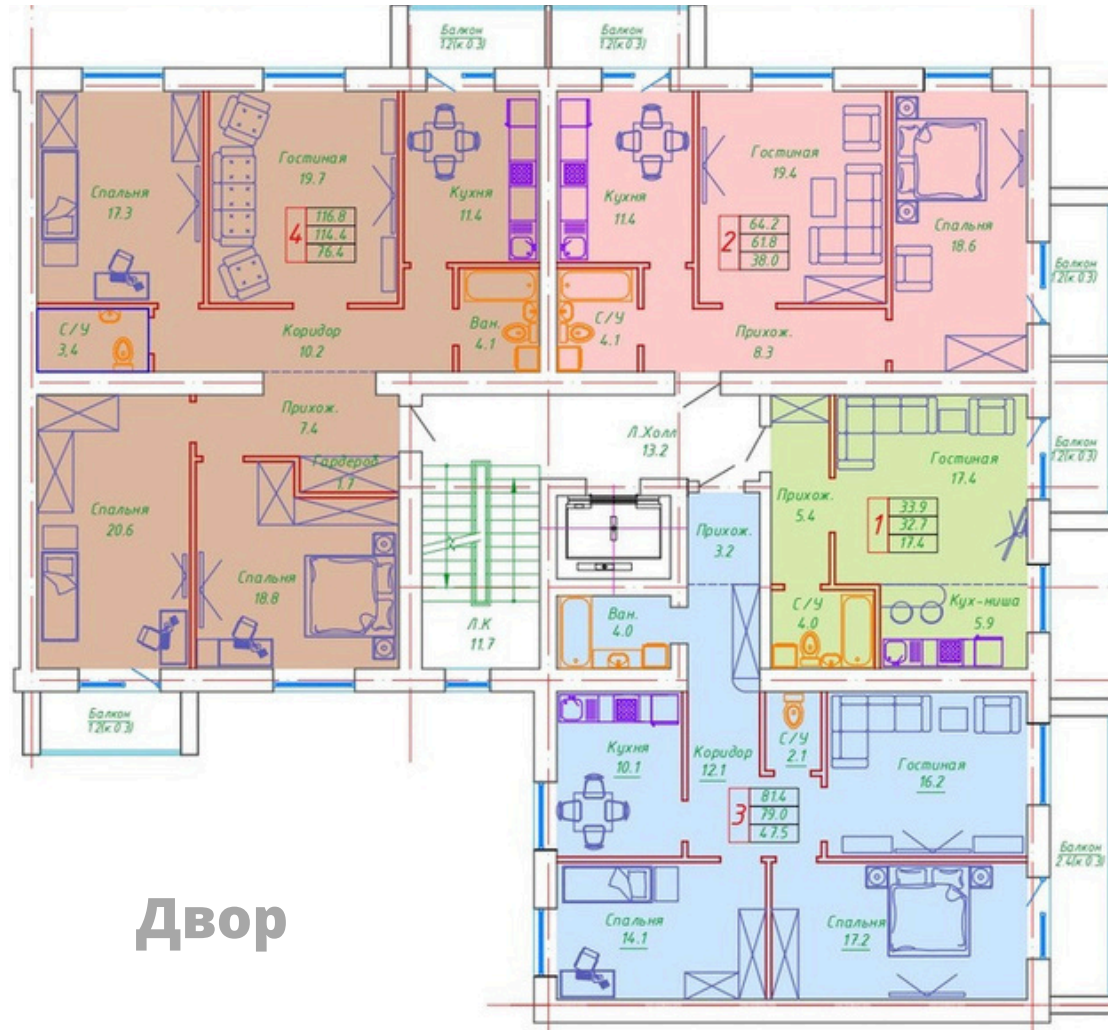 Балкон
1.2(к 0.3)
Балкон
1.2(к 0.3)
Спальня
17.3
Гостиная
19.7
4
116.8
114.4
76.4
Кухня
11.4
Кухня
11.4
Гостиная
19.4
2
64.2
61.8
38.0
Спальня
18.6
Балкон
1.2(к 0.3)
С/У
3,4
Коридор
10.2
Ван.
4.1
С/У
4.1
Прихож.
8.3
Прихож.
7.4
Гардероб
1.7
Спальня
20.6
Спальня
18.8
Л.Холл
13.2
Л.К
11.7
Прихож.
3.2
Ван.
4.0
Прихож.
5.4
Гостиная
17.4
1
33.9
32.7
17.4
С/У
4.0
Кух-ниша
5.9
Балкон
1.2(к 0.3)
Балкон
1.2(к 0.3)
Кухня
10.1
Коридор
12.1
С/У
2.1
Гостиная
16.2
3
81.4
79.0
47.5
Спальня
14.1
Спальня
17.2
Балкон
2.4(к 0.3)
Двор